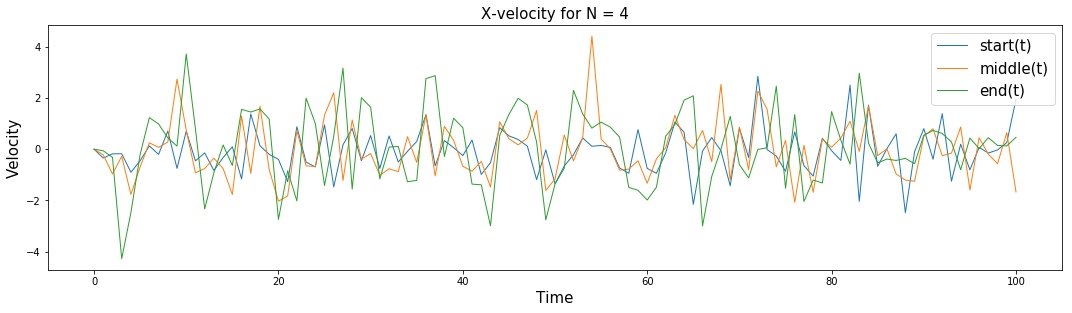 X-velocity for N = 4
Velocity
4
2
0
−2
−4
start(t)
middle(t)
end(t)
0 20 40 60 80 100
Time